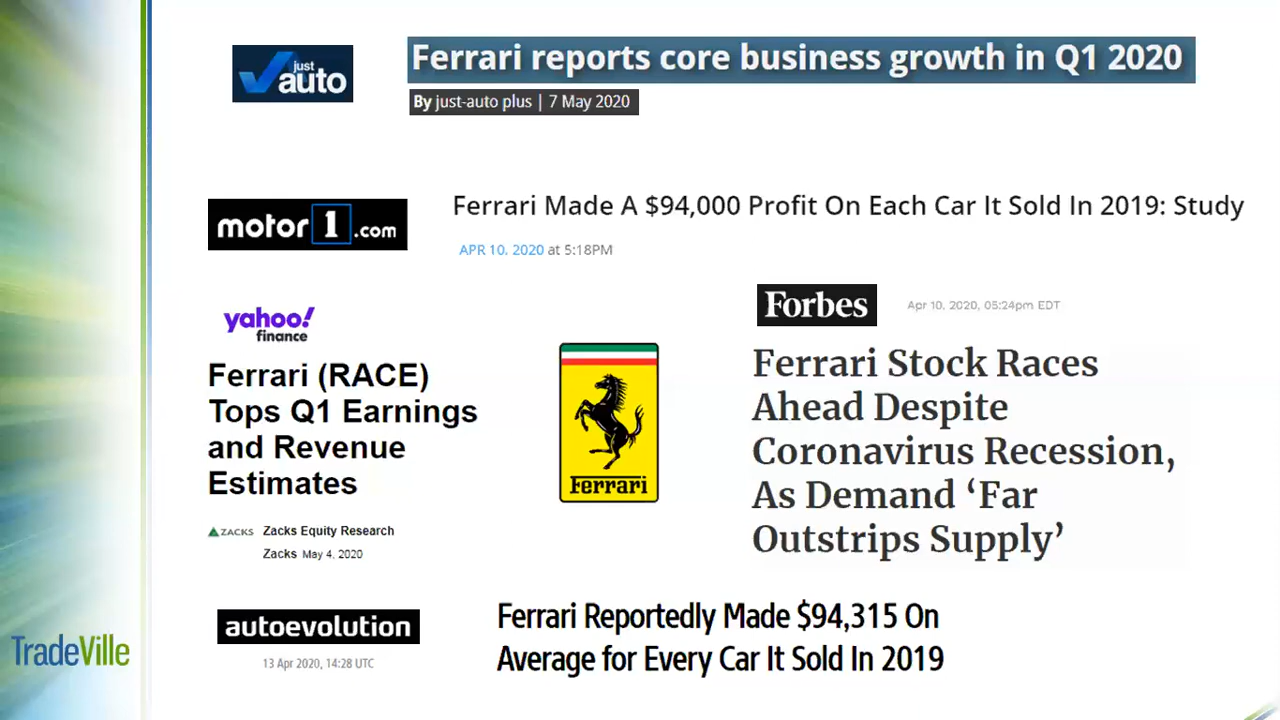 just
auto
Ferrari reports core business growth in Q1 2020
By just-auto plus | 7 May 2020
motor1.com
Ferrari Made A $94,000 Profit On Each Car It Sold In 2019: Study
APR 10, 2020 at 5:18PM
yahoo!
finance
Ferrari (RACE)
Tops Q1 Earnings
and Revenue
Estimates
ZACKS Zacks Equity Research
Zacks May 4, 2020
Ferrari
Forbes
Apr 10, 2020, 05:24pm EDT
Ferrari Stock Races
Ahead Despite
Coronavirus Recession,
As Demand ‘Far
Outstrips Supply’
autoevolution
13 Apr 2020, 14:28 UTC
Ferrari Reportedly Made $94,315 On
Average for Every Car It Sold In 2019
TradeVille